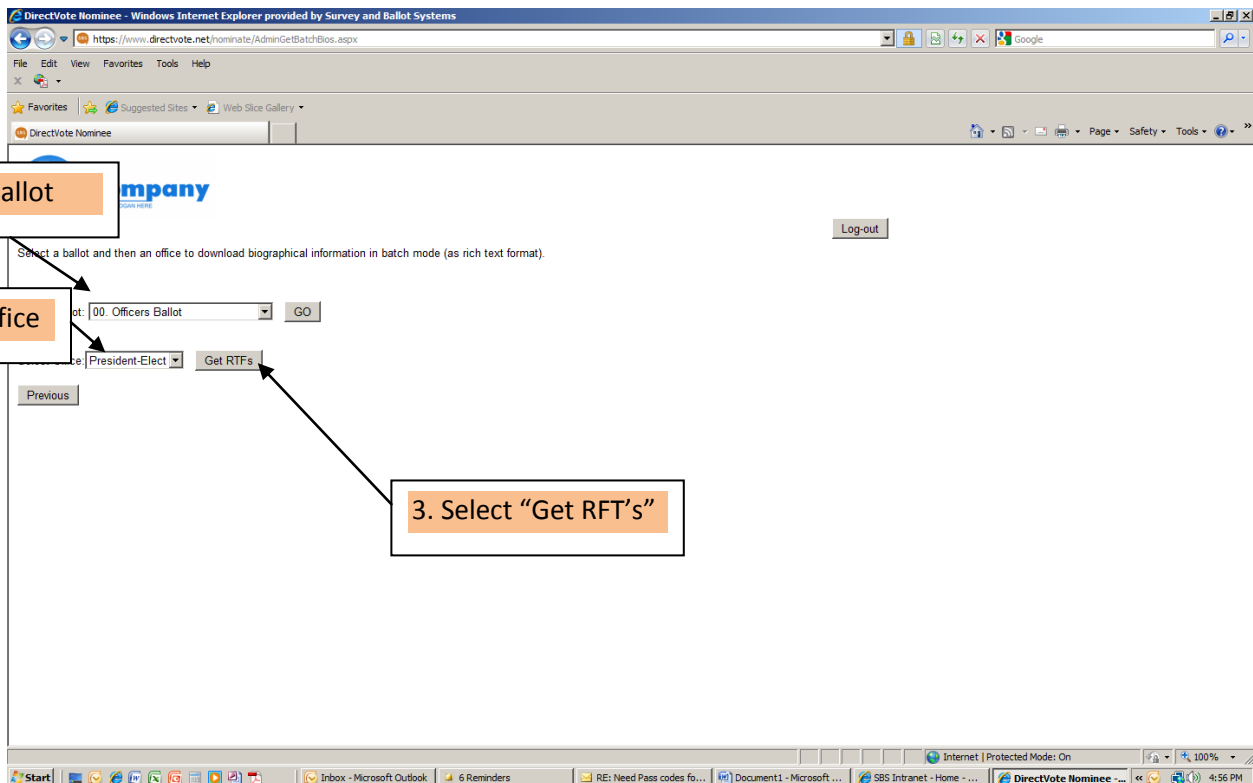 DirectVote Nominee - Windows Internet Explorer provided by Survey and Ballot Systems
https://www.directvote.net/nominate/AdminGetBatchBios.aspx
Google
File Edit View Favorites Tools Help
Favorites Suggested Sites Web Slice Gallery
DirectVote Nominee
Page Safety Tools
allot
mpany
OGAN HERE
Log-out
Select a ballot and then an office to download biographical information in batch mode (as rich text format).
fice
ot: 00. Officers Ballot GO
ce: President-Elect Get RTFs
Previous
3. Select “Get RFT’s”
Internet | Protected Mode: On 100%
Start Inbox - Microsoft Outlook 6 Reminders RE: Need Pass codes fo... Document1 - Microsoft ... SBS Intranet - Home - ... DirectVote Nominee -... « 4:56 PM